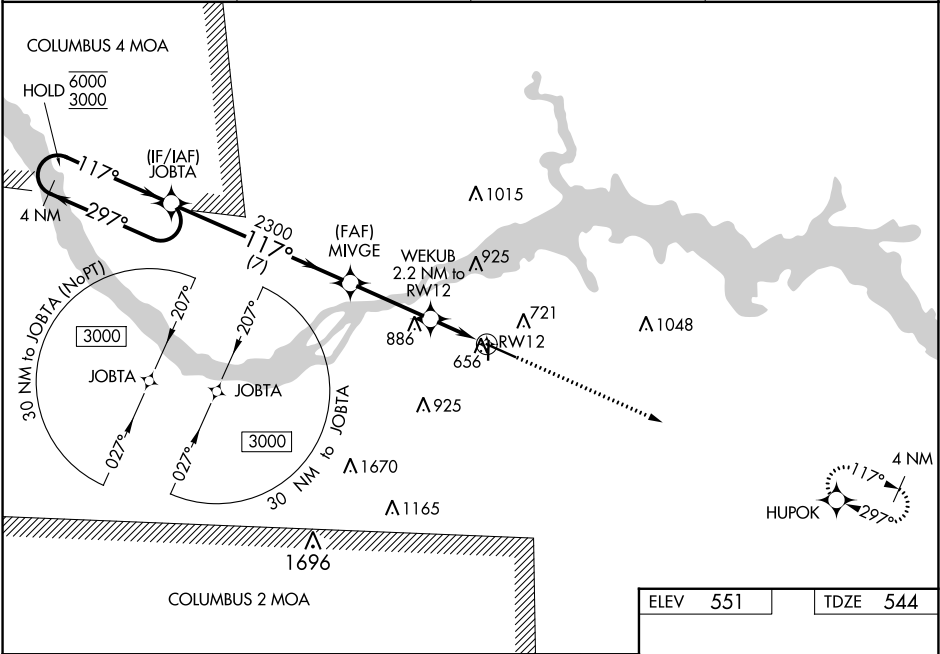 COLUMBUS 4 MOA
HOLD 6000
3000
117°
(IF/IAF)
JOBTA
4 NM
297°
2300
117°
(7)
(FAF)
MIVGE
WEKUB
2.2 NM to
RW12
1015
925
721
1048
886
656
RW12
925
1670
1165
1696
30 NM to JOBTA (NoPT)
3000
207°
JOBTA
027°
207°
JOBTA
3000
027°
30 NM to JOBTA
4 NM
117°
297°
HUPOK
COLUMBUS 2 MOA
ELEV 551
TDZE 544